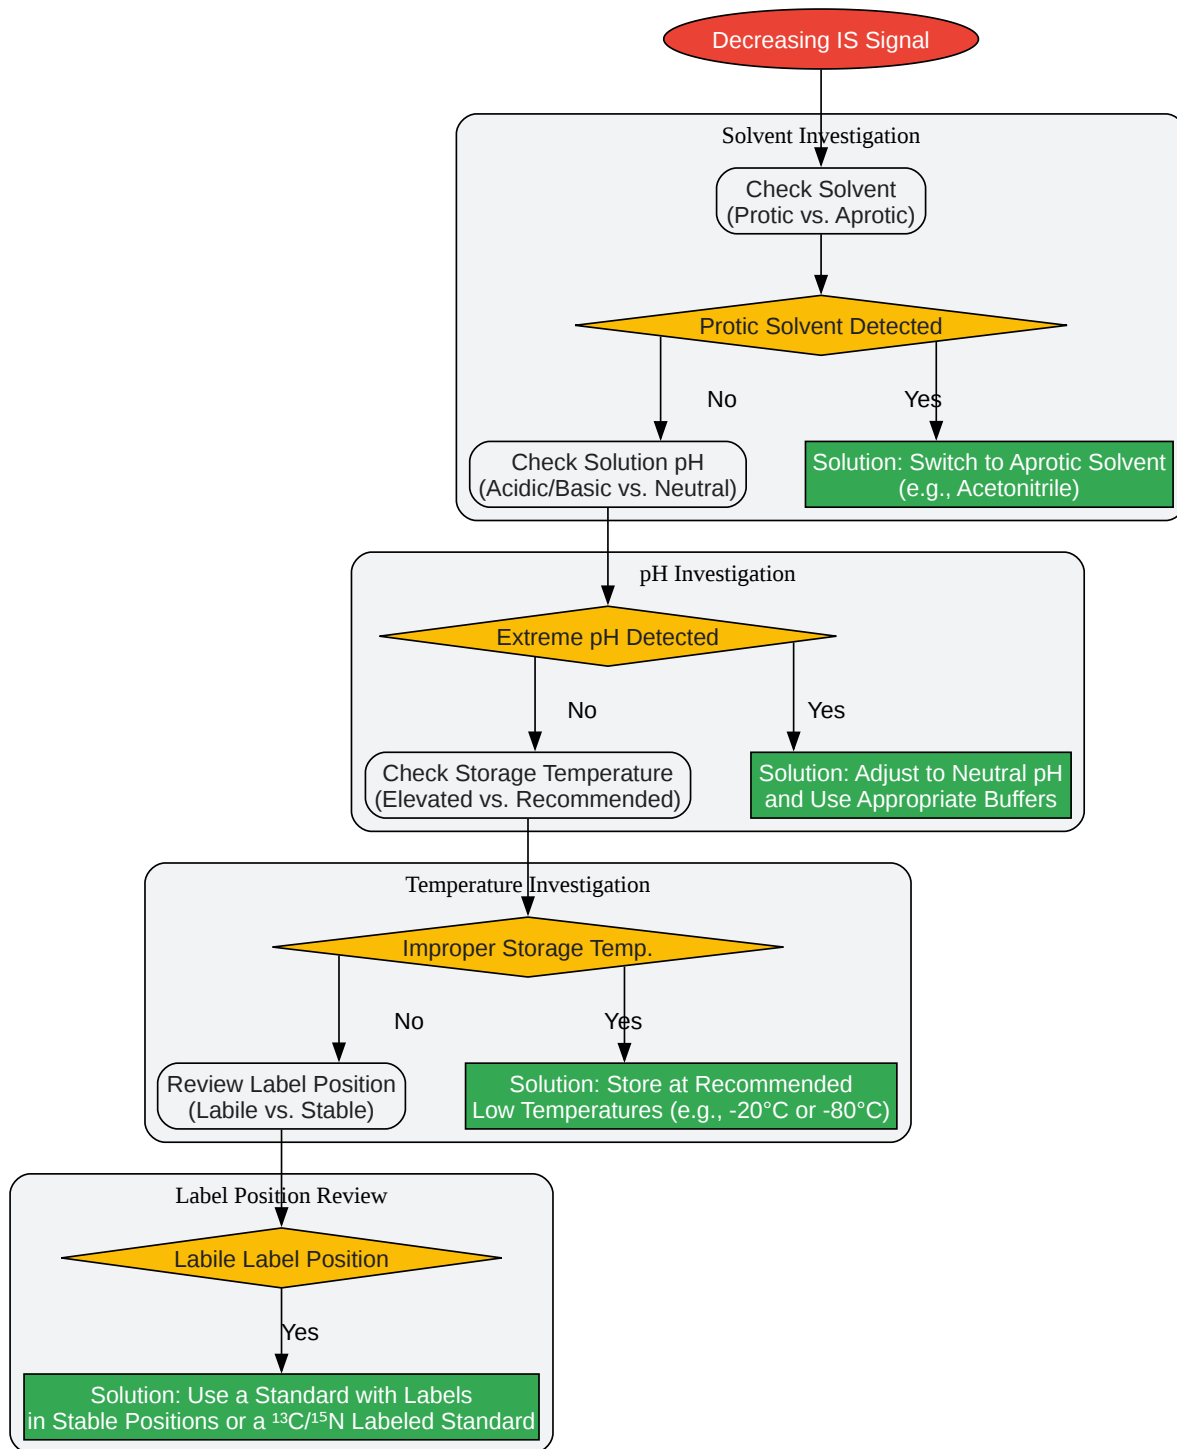 Decreasing IS Signal
Solvent Investigation
Check Solvent
(Protic vs. Aprotic)
Protic Solvent Detected
No
Yes
Check Solution pH
(Acidic/Basic vs. Neutral)
Solution: Switch to Aprotic Solvent
(e.g., Acetonitrile)
pH Investigation
Extreme pH Detected
No
Yes
Check Storage Temperature
(Elevated vs. Recommended)
Solution: Adjust to Neutral pH
and Use Appropriate Buffers
Temperature Investigation
Improper Storage Temp.
No
Yes
Review Label Position
(Labile vs. Stable)
Solution: Store at Recommended
Low Temperatures (e.g., -20°C or -80°C)
Label Position Review
Labile Label Position
Yes
Solution: Use a Standard with Labels
in Stable Positions or a ¹³C/¹⁵N Labeled Standard